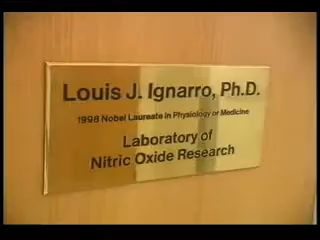 Louis J. Ignarro, Ph.D.
1998 Nobel Laureate in Physiology or Medicine
Laboratory of
Nitric Oxide Research